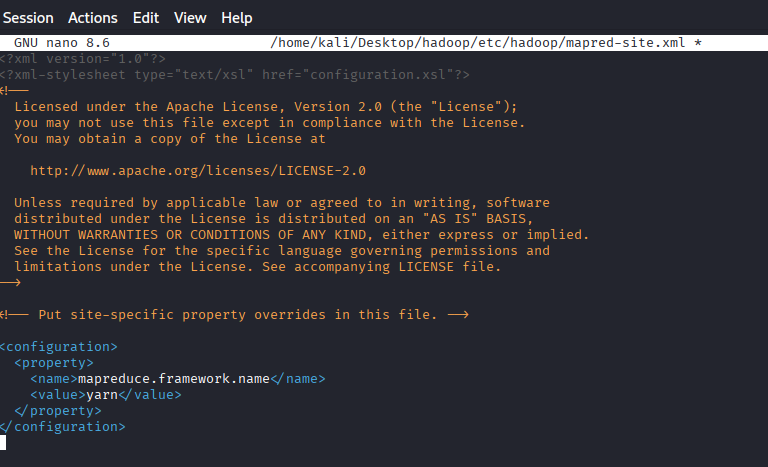 Session Actions Edit View Help
GNU nano 8.6 /home/kali/Desktop/hadoop/etc/hadoop/mapred-site.xml *
<?xml version="1.0"?>
<?xml-stylesheet type="text/xsl" href="configuration.xsl"?>
<!--
Licensed under the Apache License, Version 2.0 (the "License");
you may not use this file except in compliance with the License.
You may obtain a copy of the License at
http://www.apache.org/licenses/LICENSE-2.0
Unless required by applicable law or agreed to in writing, software
distributed under the License is distributed on an "AS IS" BASIS,
WITHOUT WARRANTIES OR CONDITIONS OF ANY KIND, either express or implied.
See the License for the specific language governing permissions and
limitations under the License. See accompanying LICENSE file.
-->
<!-- Put site-specific property overrides in this file. -->
<configuration>
<property>
<name>mapreduce.framework.name</name>
<value>yarn</value>
</property>
</configuration>